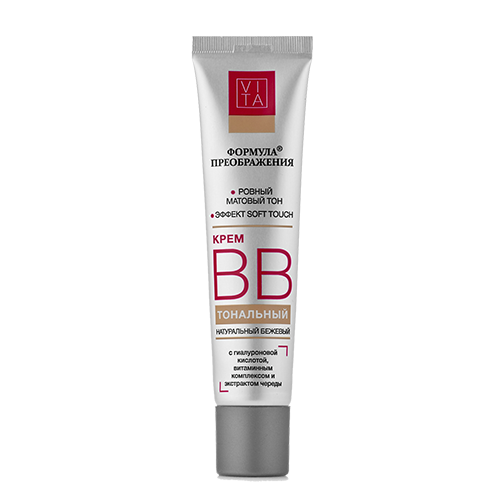 VI
TA
ФОРМУЛА®
ПРЕОБРАЖЕНИЯ
• РОВНЫЙ
МАТОВЫЙ ТОН
• ЭФФЕКТ SOFT TOUCH
КРЕМ
BB
ТОНАЛЬНЫЙ
НАТУРАЛЬНЫЙ БЕЖЕВЫЙ
с гиалуроновой
кислотой,
витаминным
комплексом и
экстрактом череды